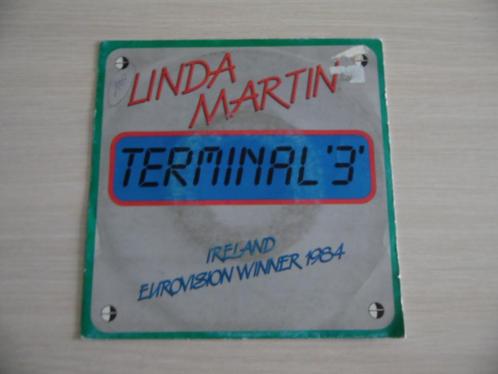 LINDA
MARTIN
TERMINAL '3'
IRELAND
EUROVISION WINNER 1984